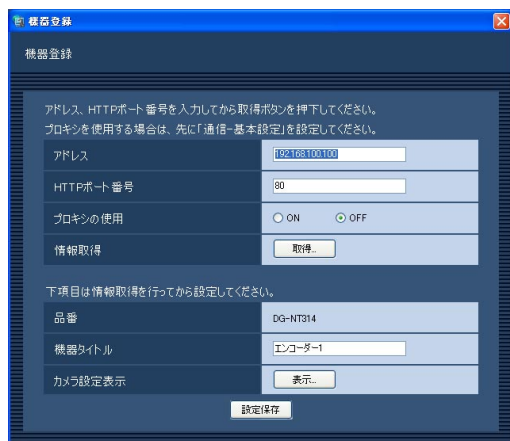 機器登録
機器登録
アドレス、HTTPポート番号を入力してから取得ボタンを押下してください。
プロキシを使用する場合は、先に「通信-基本設定」を設定してください。
アドレス 192.168.100.100
HTTPポート番号 80
プロキシの使用 ON OFF
情報取得 取得...
下項目は情報取得を行ってから設定してください。
品番 DG-NT314
機器タイトル エンコーダー1
カメラ設定表示 表示...
設定保存